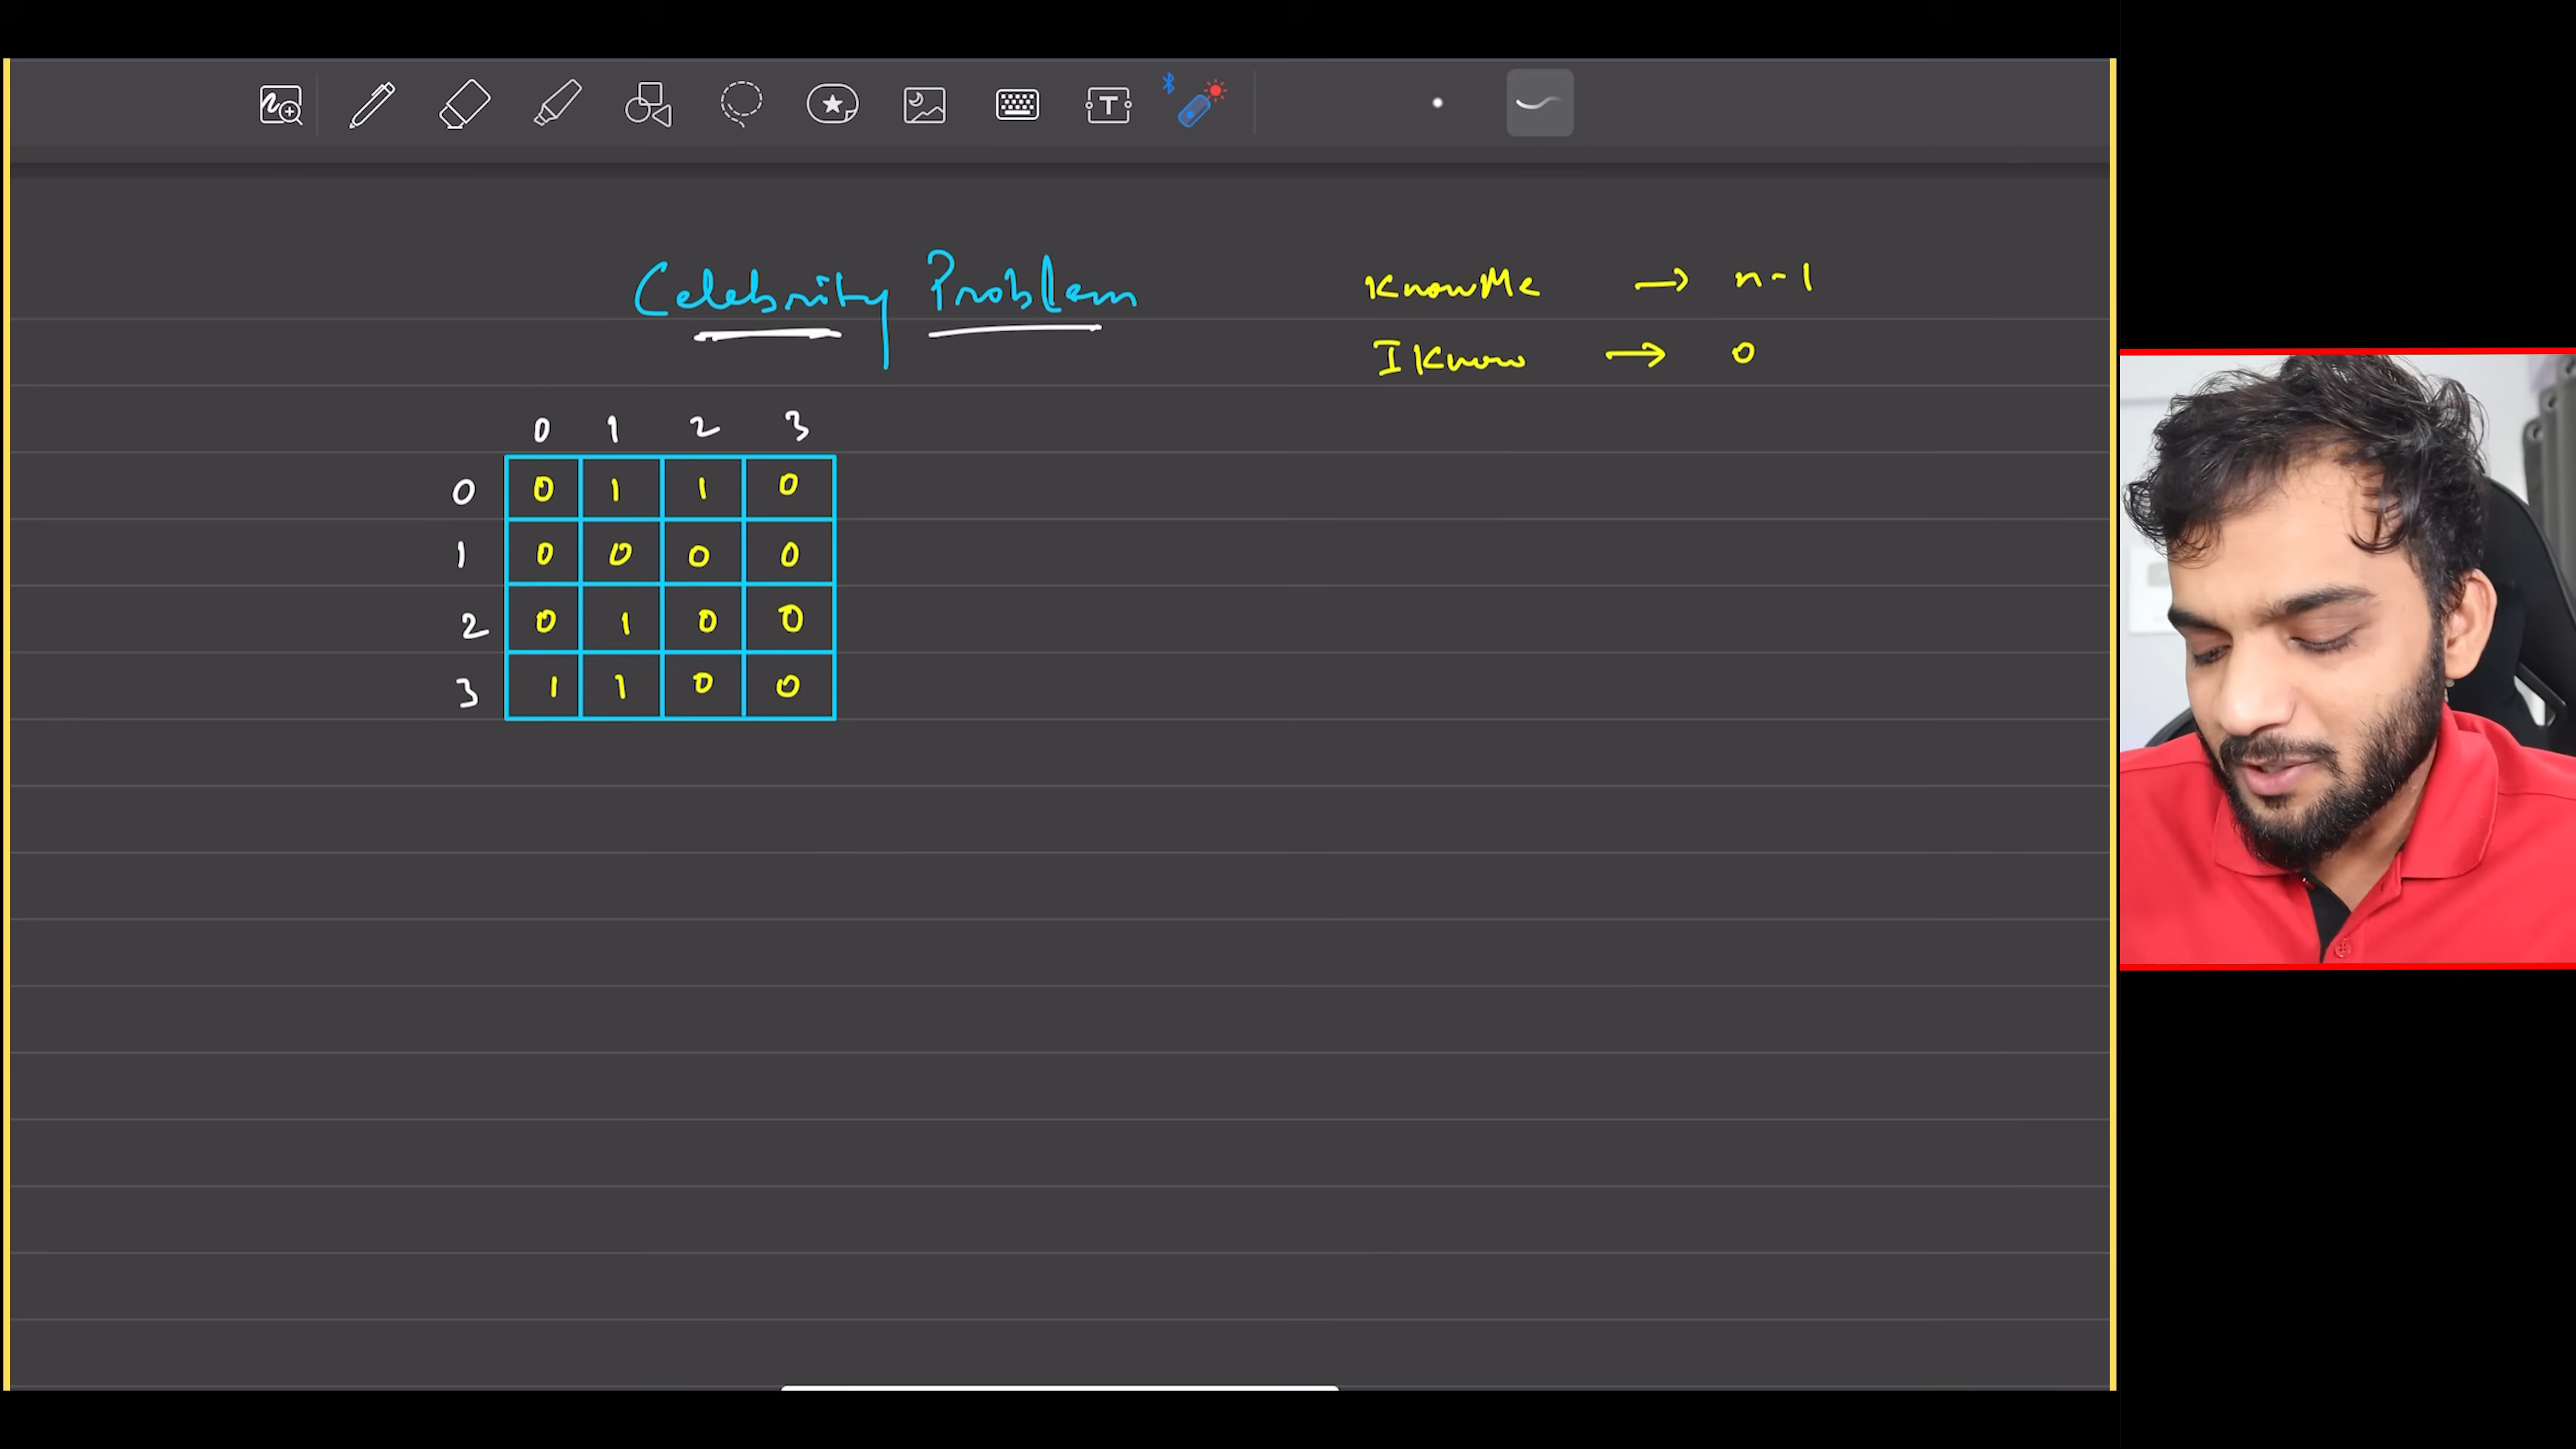 Celebrity Problem
KnowMe → n-1
I Know → 0
0 1 2 3
0 0 1 1 0
1 0 0 0 0
2 0 1 0 0
3 1 1 0 0